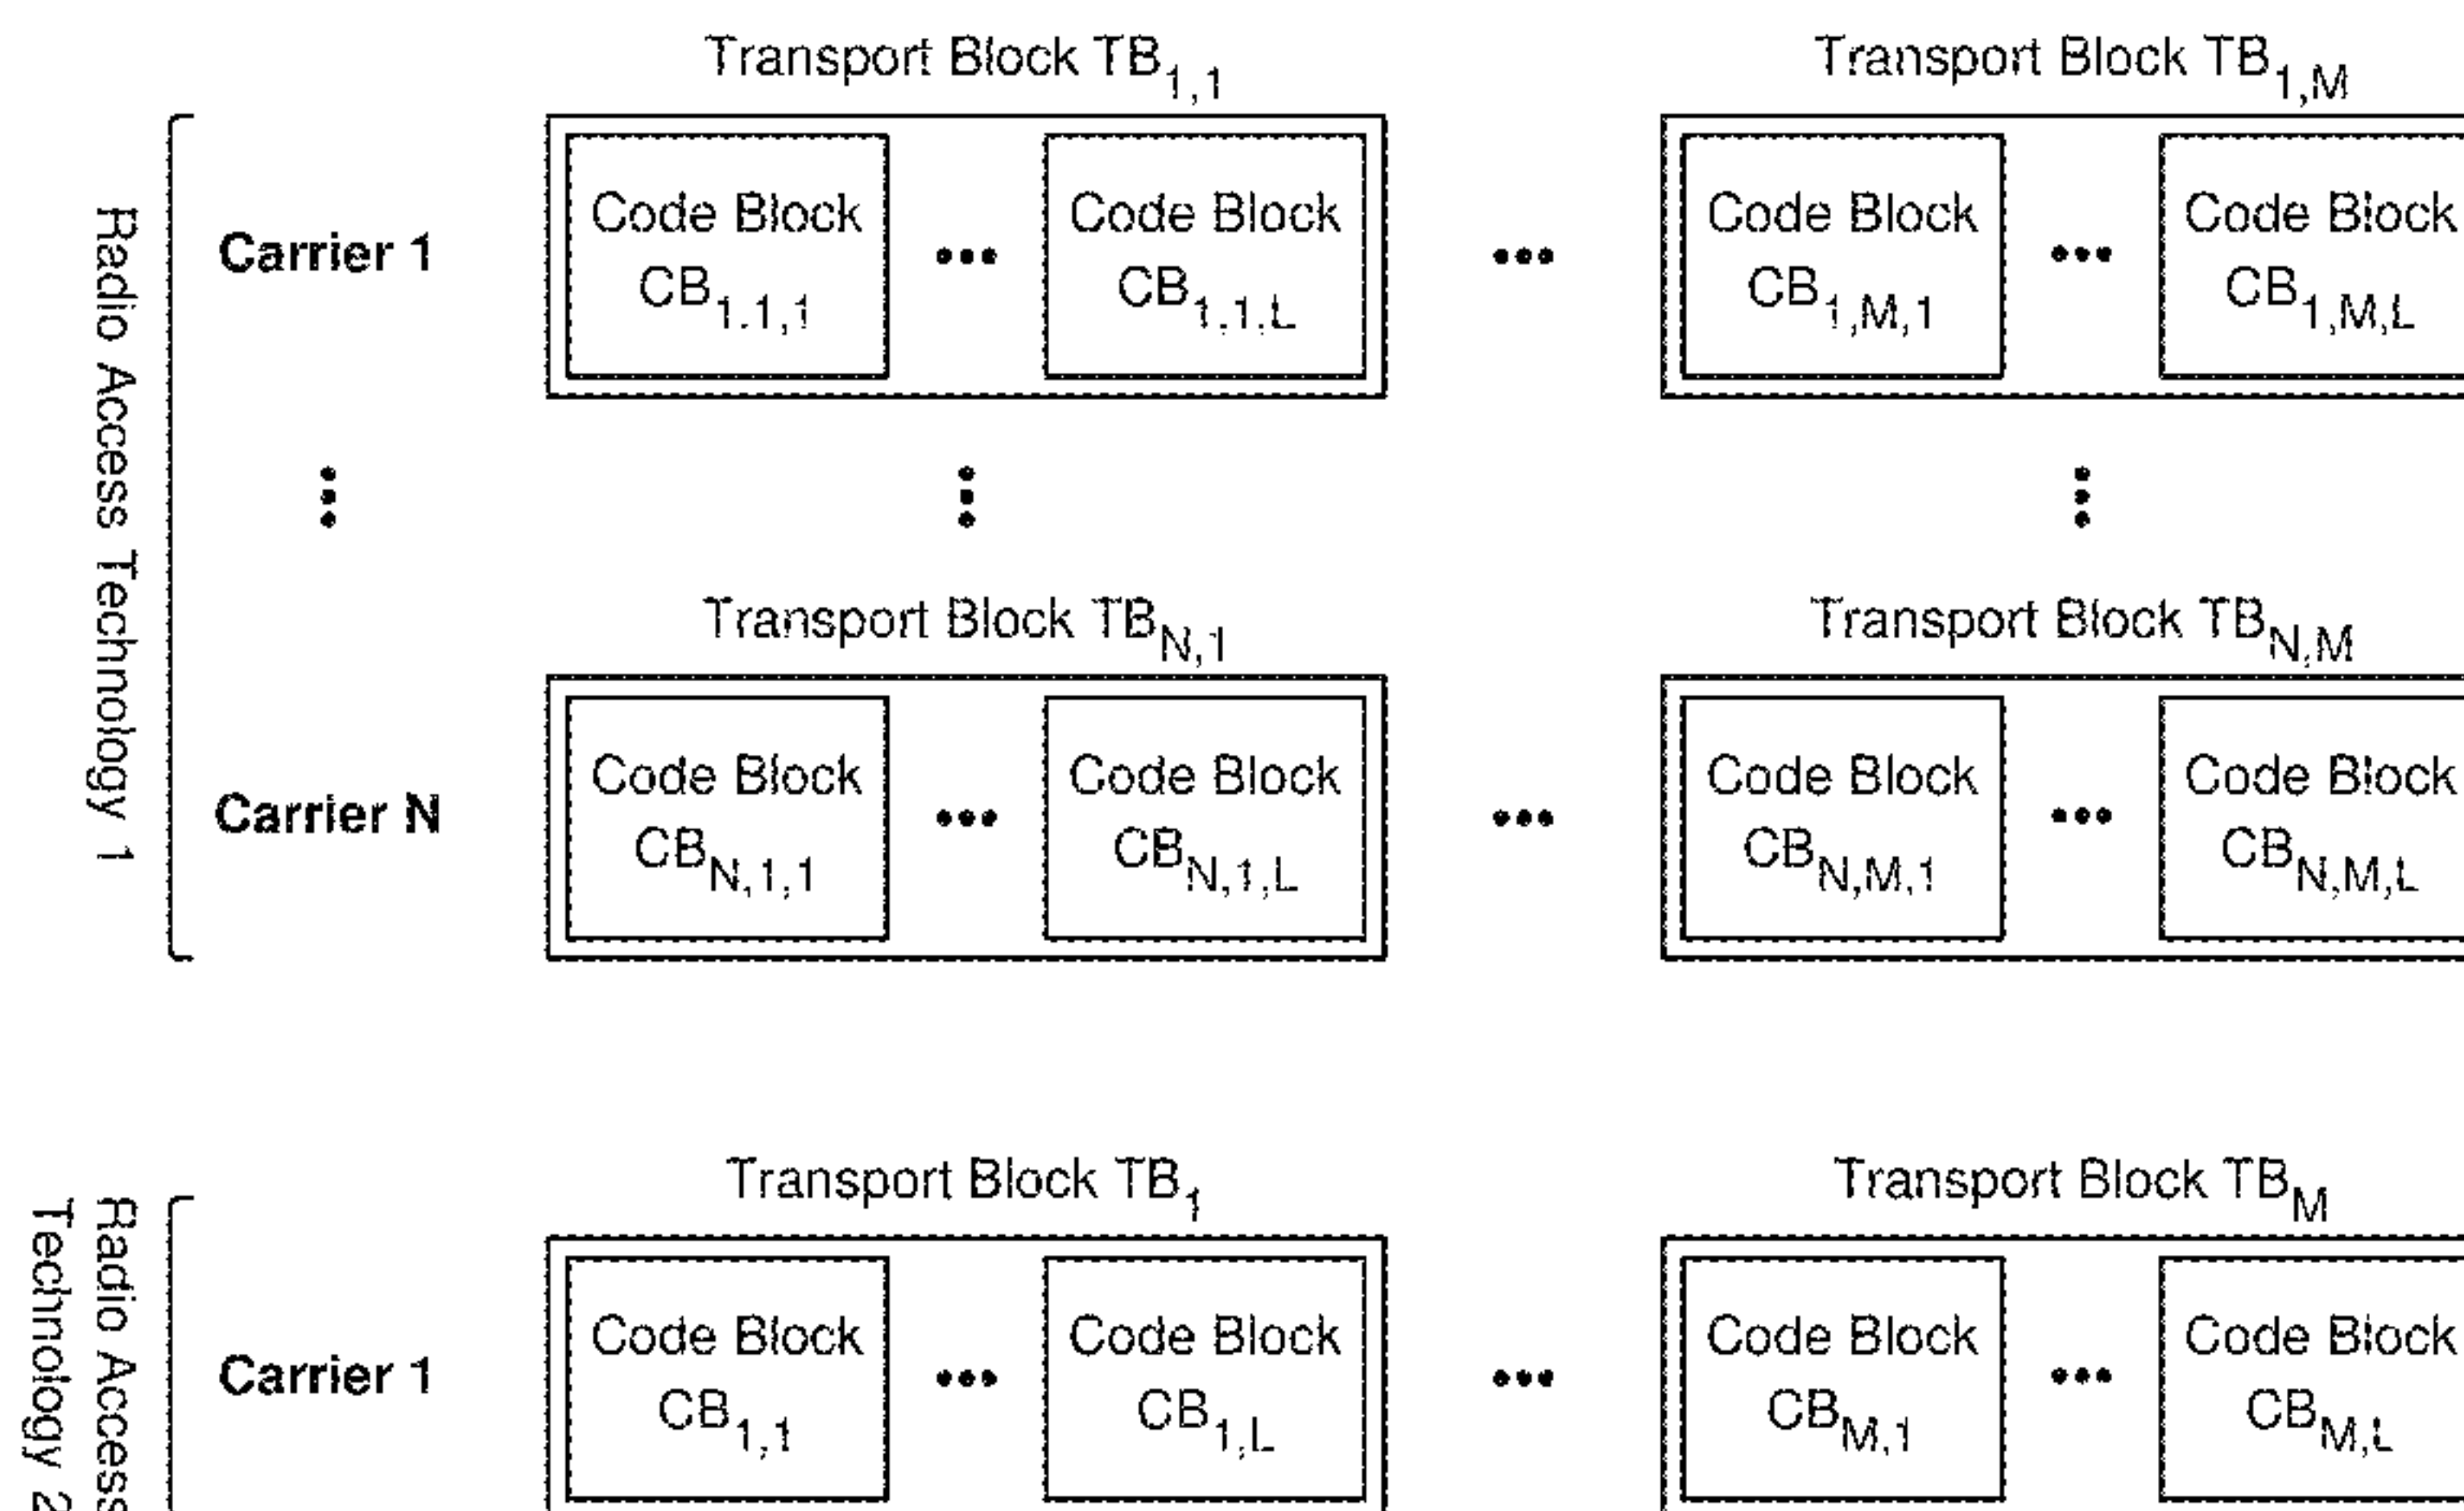 Transport Block TB1,1
Transport Block TB1,M
Radio Access Technology 1
Carrier 1
Code Block
CB1,1,1
•••
Code Block
CB1,1,L
•••
Code Block
CB1,M,1
•••
Code Block
CB1,M,L
Transport Block TBN,1
Transport Block TBN,M
Carrier N
Code Block
CBN,1,1
•••
Code Block
CBN,1,L
•••
Code Block
CBN,M,1
•••
Code Block
CBN,M,L
Transport Block TB1
Transport Block TBM
Radio Access
Technology 2
Carrier 1
Code Block
CB1,1
•••
Code Block
CB1,L
•••
Code Block
CBM,1
•••
Code Block
CBM,L